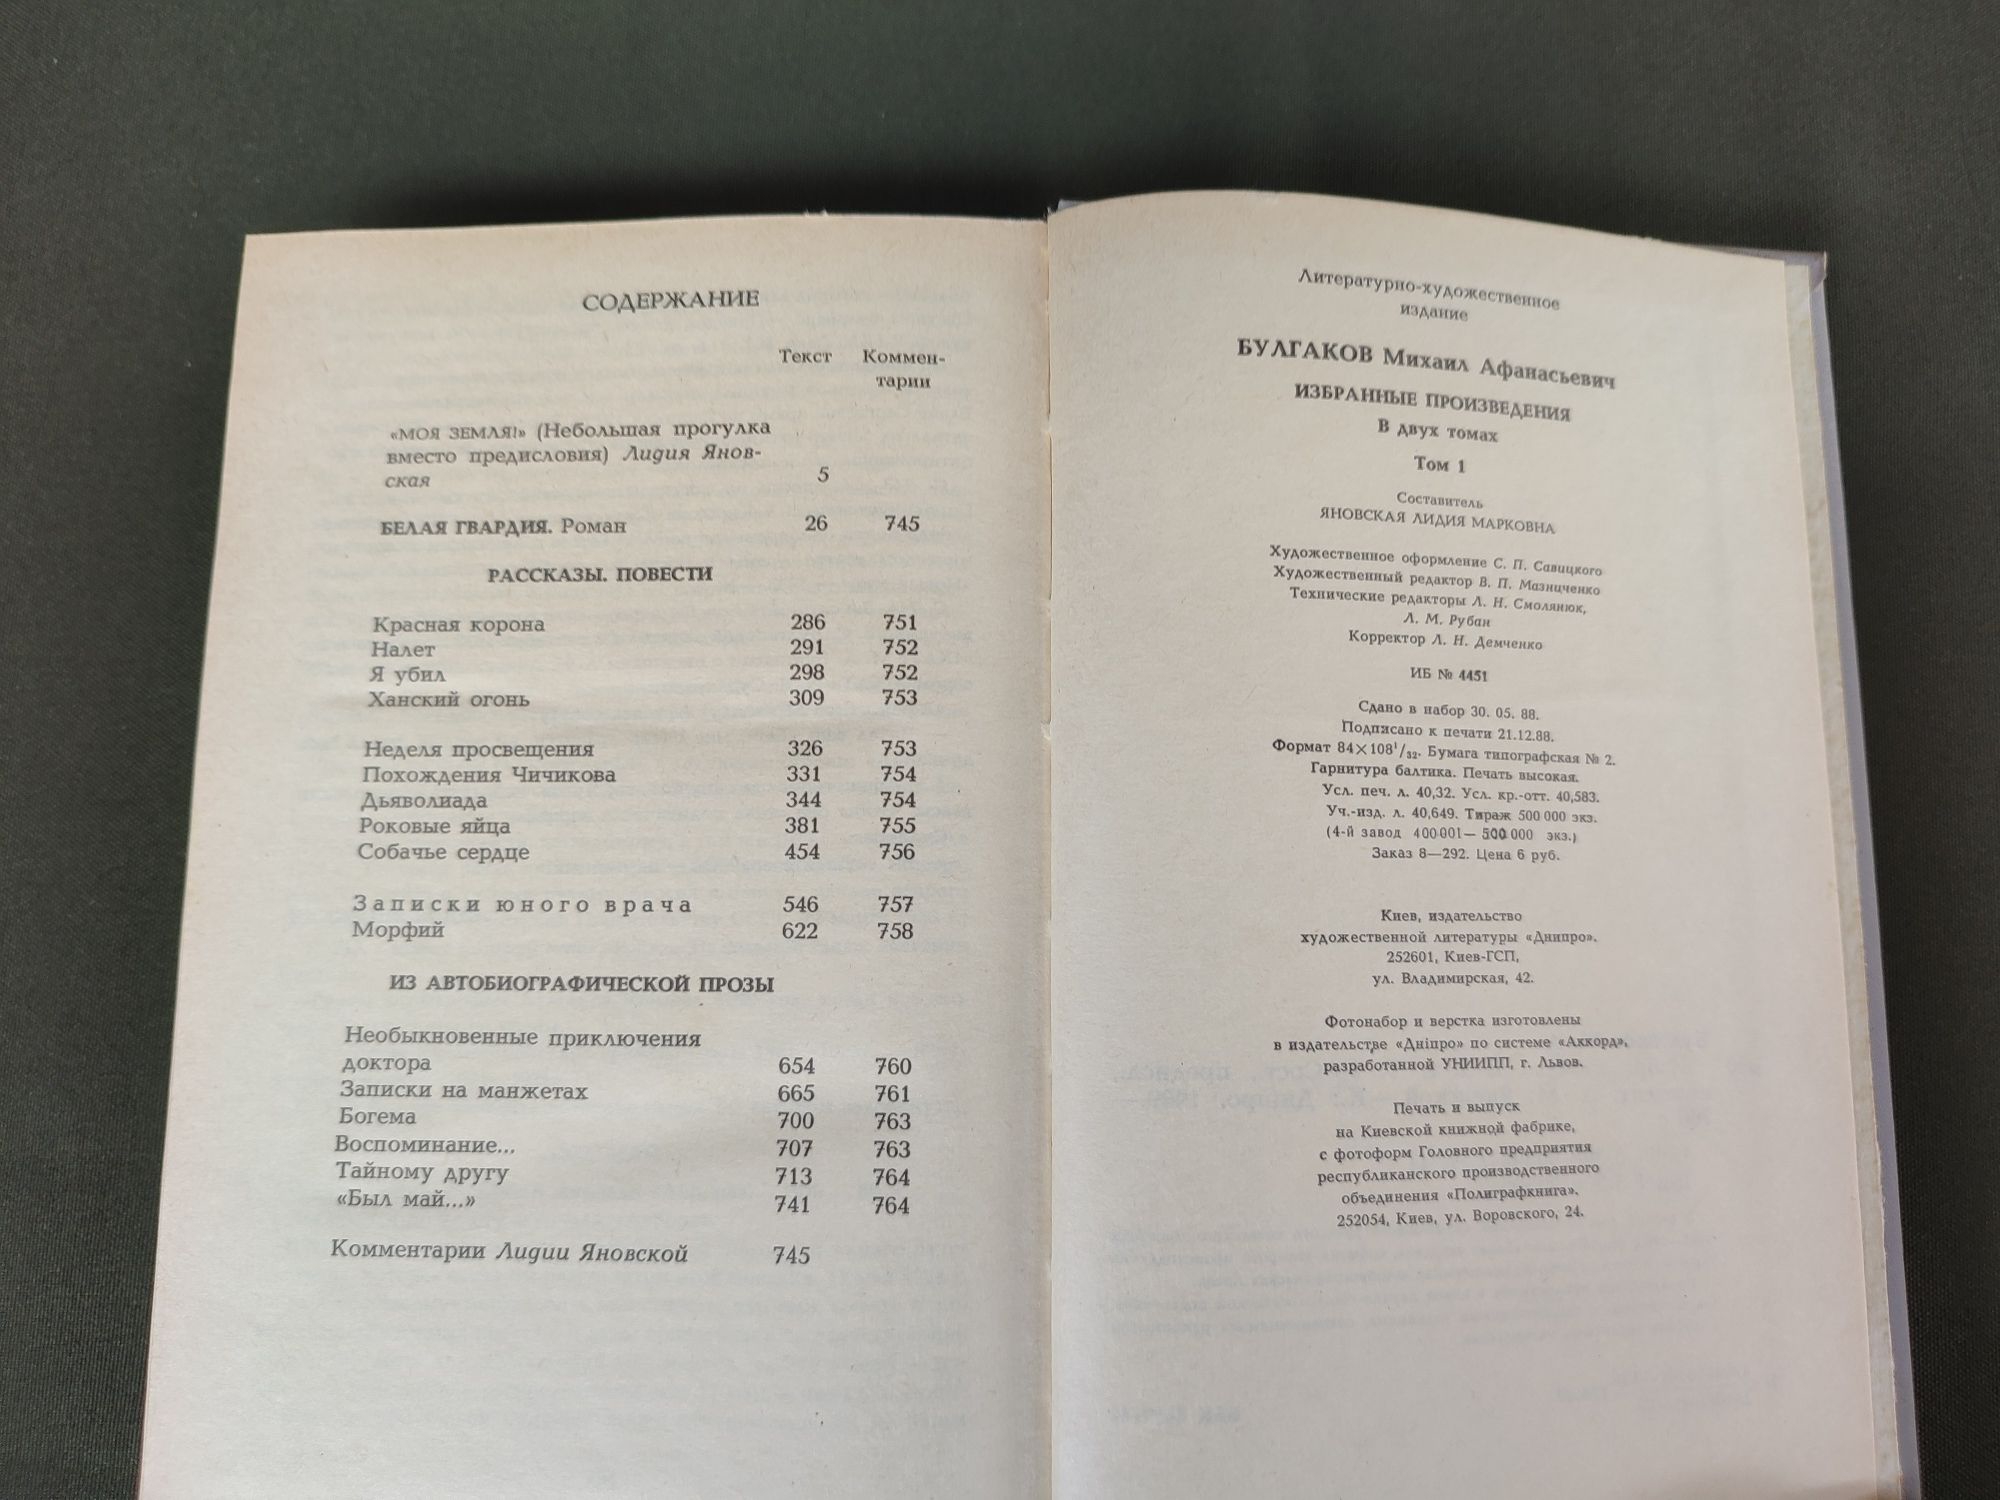 СОДЕРЖАНИЕ
Текст Коммен-
тарии
«МОЯ ЗЕМЛЯ!» (Небольшая прогулка
вместо предисловия) Лидия Янов-
ская 5
БЕЛАЯ ГВАРДИЯ. Роман 26 745
РАССКАЗЫ. ПОВЕСТИ
Красная корона 286 751
Налет 291 752
Я убил 298 752
Ханский огонь 309 753
Неделя просвещения 326 753
Похождения Чичикова 331 754
Дьяволиада 344 754
Роковые яйца 381 755
Собачье сердце 454 756
Записки юного врача 546 757
Морфий 622 758
ИЗ АВТОБИОГРАФИЧЕСКОЙ ПРОЗЫ
Необыкновенные приключения
доктора 654 760
Записки на манжетах 665 761
Богема 700 763
Воспоминание... 707 763
Тайному другу 713 764
«Был май...» 741 764
Комментарии Лидии Яновской 745
Литературно-художественное
издание
БУЛГАКОВ Михаил Афанасьевич
ИЗБРАННЫЕ ПРОИЗВЕДЕНИЯ
В двух томах
Том 1
Составитель
ЯНОВСКАЯ ЛИДИЯ МАРКОВНА
Художественное оформление С. П. Савицкого
Художественный редактор В. П. Мазниченко
Технические редакторы Л. Н. Смолянюк,
Л. М. Рубан
Корректор Л. Н. Демченко
ИБ № 4451
Сдано в набор 30. 05. 88.
Подписано к печати 21.12.88.
Формат 84×108¹/₃₂. Бумага типографская № 2.
Гарнитура балтика. Печать высокая.
Усл. печ. л. 40,32. Усл. кр.-отт. 40,583.
Уч.-изд. л. 40,649. Тираж 500 000 экз.
(4-й завод 400 001— 500 000 экз.)
Заказ 8—292. Цена 6 руб.
Киев, издательство
художественной литературы «Днипро».
252601, Киев-ГСП,
ул. Владимирская, 42.
Фотонабор и верстка изготовлены
в издательстве «Дніпро» по системе «Аккорд»,
разработанной УНИИПП, г. Львов.
Печать и выпуск
на Киевской книжной фабрике,
с фотоформ Головного предприятия
республиканского производственного
объединения «Полиграфкнига».
252054, Киев, ул. Воровского, 24.